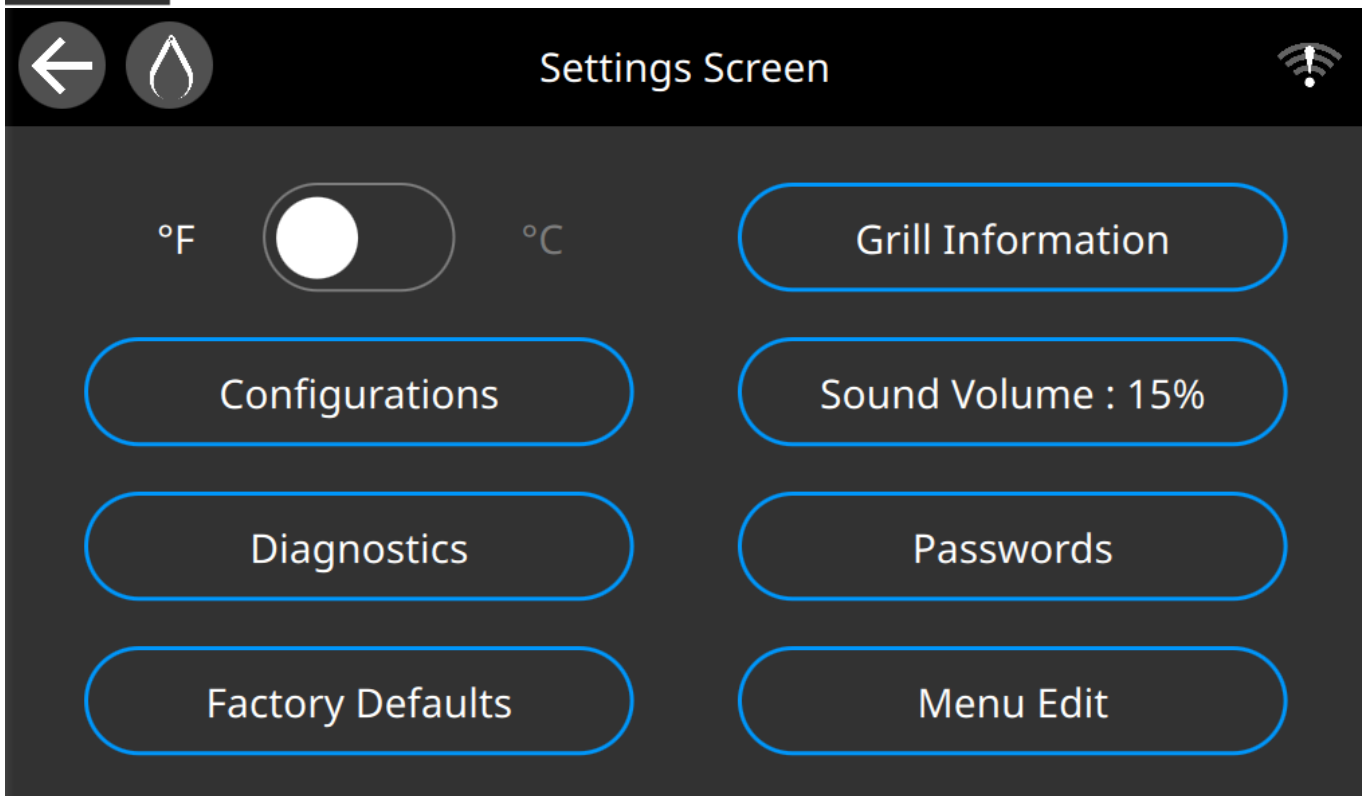 Settings Screen
°F °C
Grill Information
Configurations
Sound Volume : 15%
Diagnostics
Passwords
Factory Defaults
Menu Edit